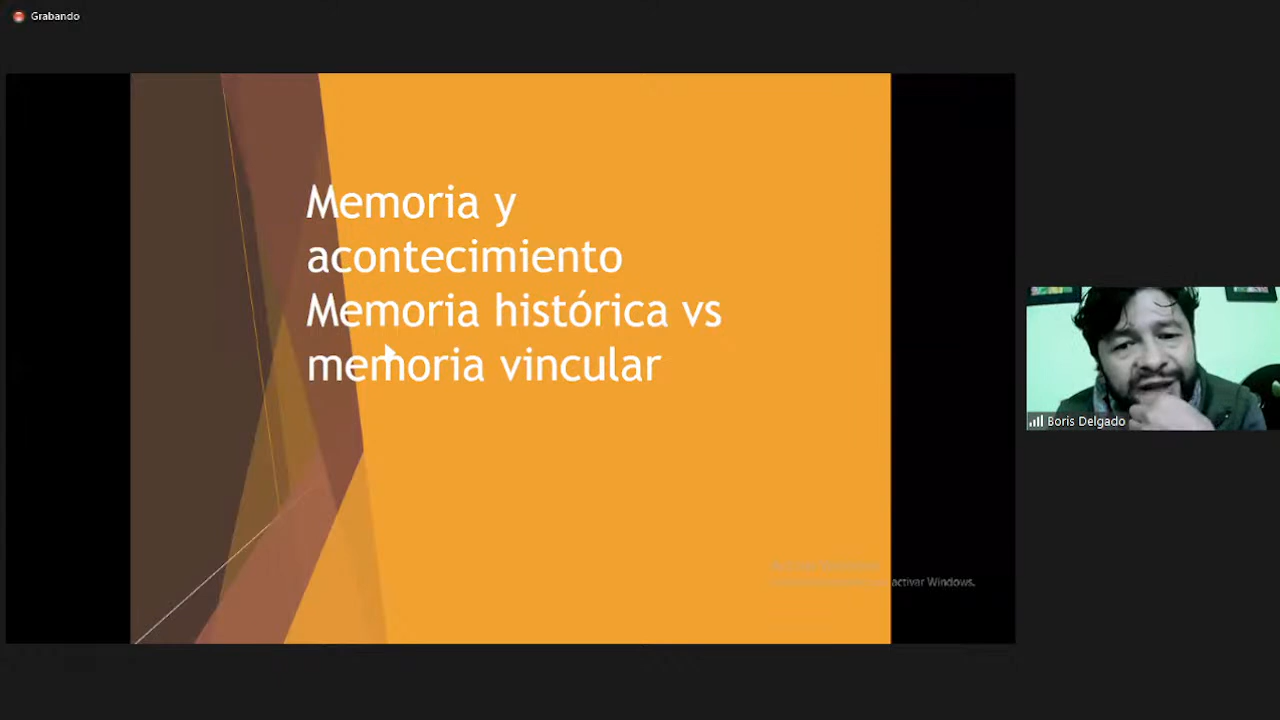 Grabando
Memoria y
acontecimiento
Memoria histórica vs
memoria vincular
activar Windows.
Boris Delgado